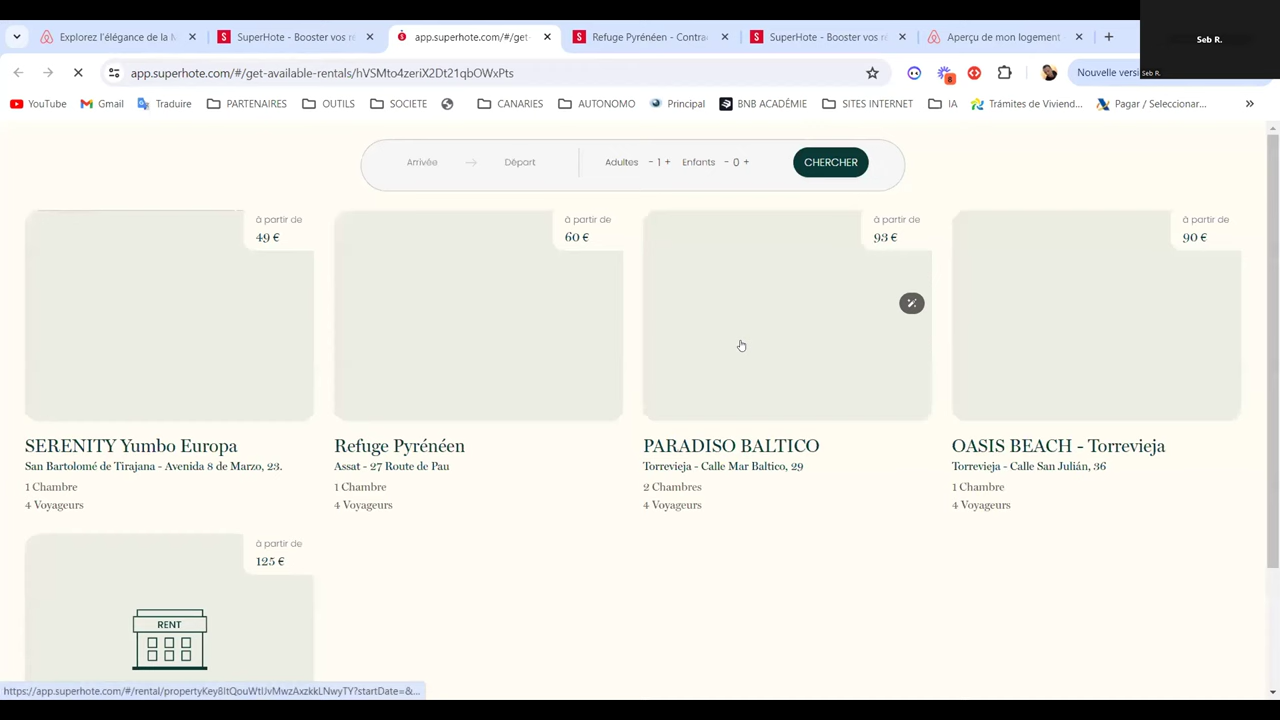 Explorez l'élégance de la M
SuperHote - Booster vos ré
app.superhote.com/#/get-
Refuge Pyrénéen - Contra
SuperHote - Booster vos ré
Aperçu de mon logement
Seb R.
app.superhote.com/#/get-available-rentals/hVSMto4zeriX2Dt21qbOWxPts
6
Nouvelle versi
Seb R.
YouTube
Gmail
Traduire
PARTENAIRES
OUTILS
SOCIETE
CANARIES
AUTONOMO
Principal
BNB ACADÉMIE
SITES INTERNET
IA
Trámites de Viviend...
Pagar / Seleccionar...
Arrivée
Départ
Adultes - 1 +
Enfants - 0 +
CHERCHER
à partir de
49 €
à partir de
60 €
à partir de
93 €
à partir de
90 €
SERENITY Yumbo Europa
San Bartolomé de Tirajana - Avenida 8 de Marzo, 23.
1 Chambre
4 Voyageurs
Refuge Pyrénéen
Assat - 27 Route de Pau
1 Chambre
4 Voyageurs
PARADISO BALTICO
Torrevieja - Calle Mar Baltico, 29
2 Chambres
4 Voyageurs
OASIS BEACH - Torrevieja
Torrevieja - Calle San Julián, 36
1 Chambre
4 Voyageurs
à partir de
125 €
RENT
https://app.superhote.com/#/rental/propertyKey8ItQouWtIJvMwzAxzkkLNwyTY?startDate=&...